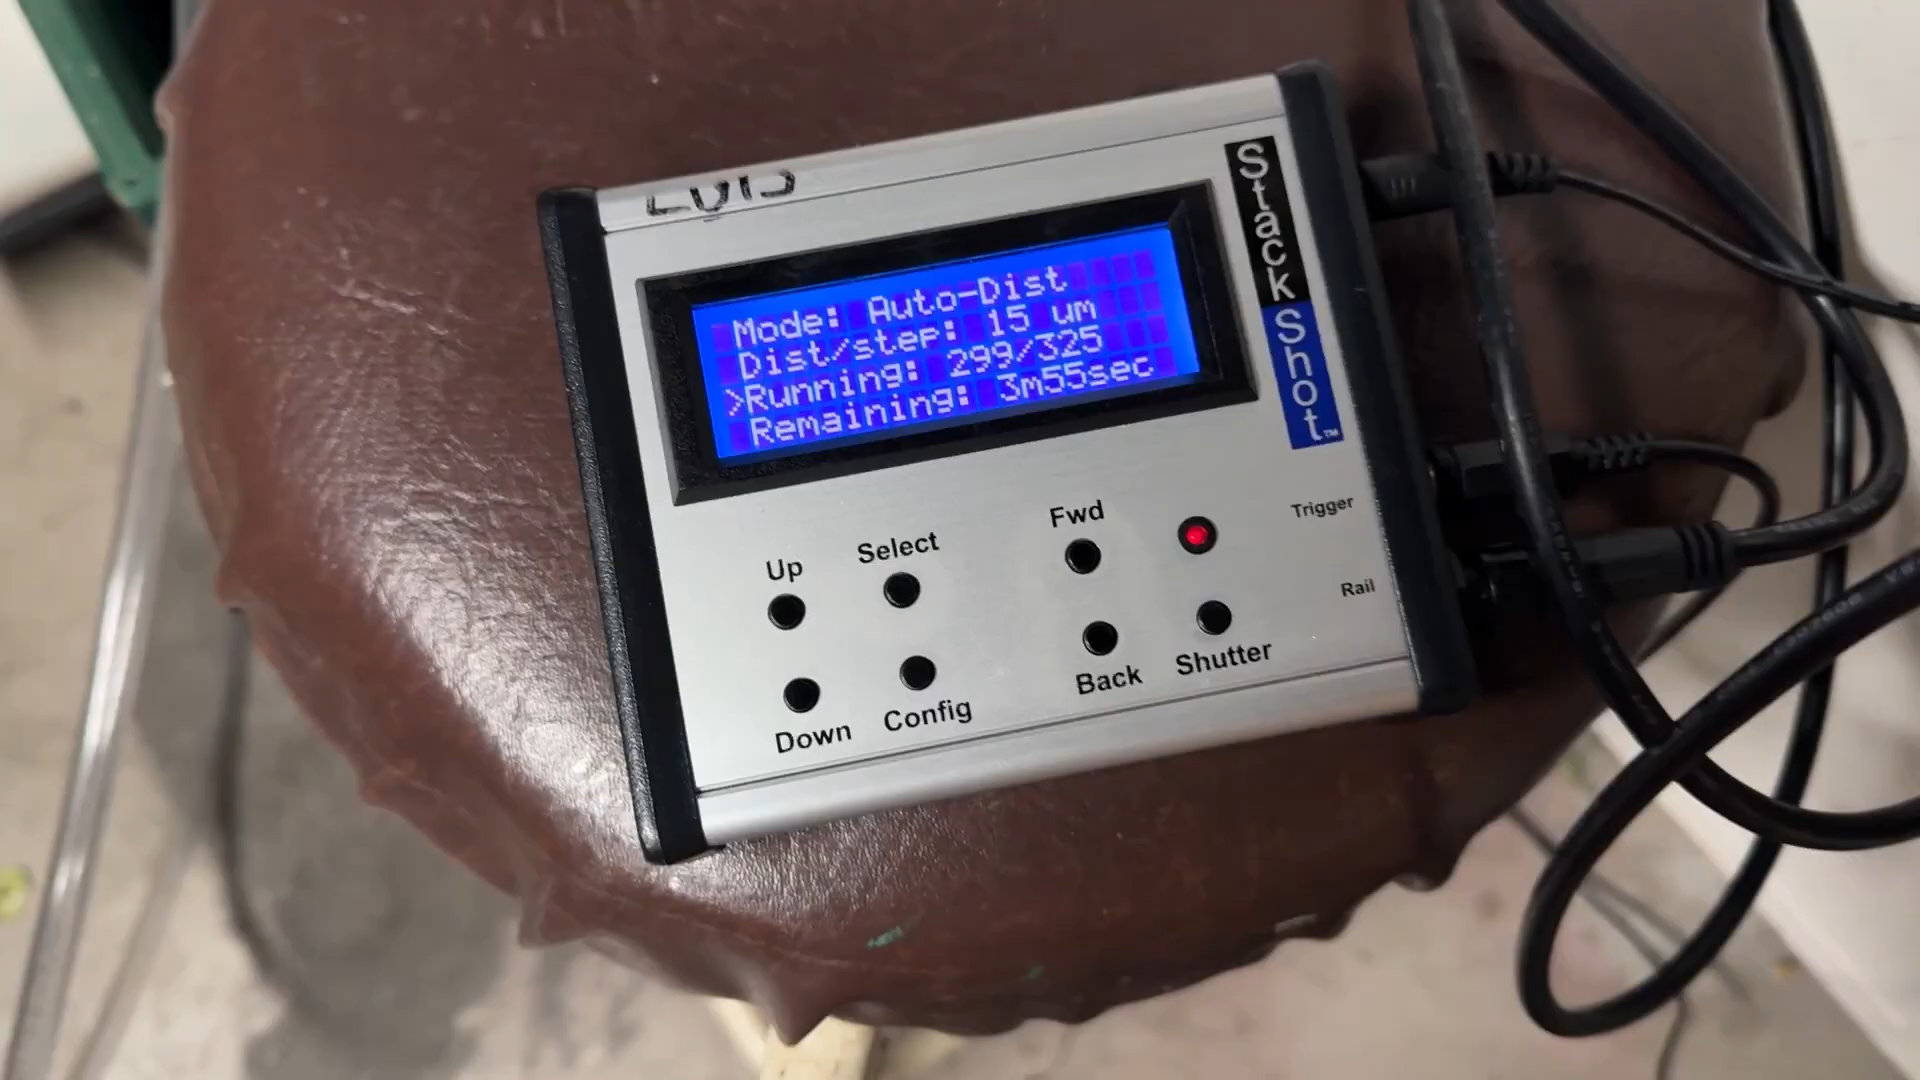 2015
StackShot™
Mode: Auto-Dist
Dist/step: 15 um
>Running: 299/325
Remaining: 3m55sec
Up
Select
Fwd
Trigger
Rail
Down
Config
Back
Shutter